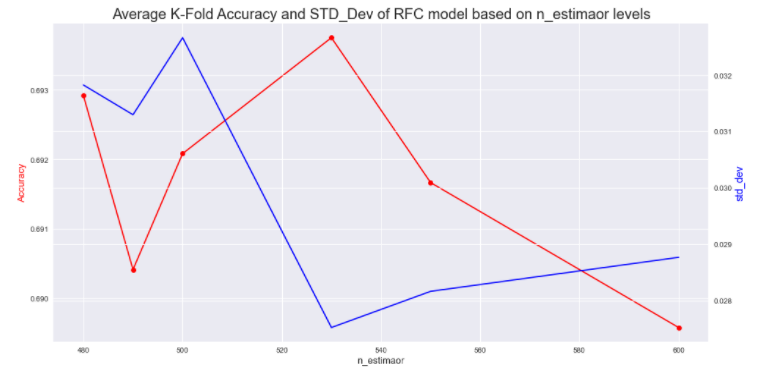 Average K-Fold Accuracy and STD_Dev of RFC model based on n_estimaor levels
0.693
0.692
0.691
0.690
Accuracy
0.032
0.031
0.030
0.029
0.028
std_dev
480 500 520 540 560 580 600
n_estimaor